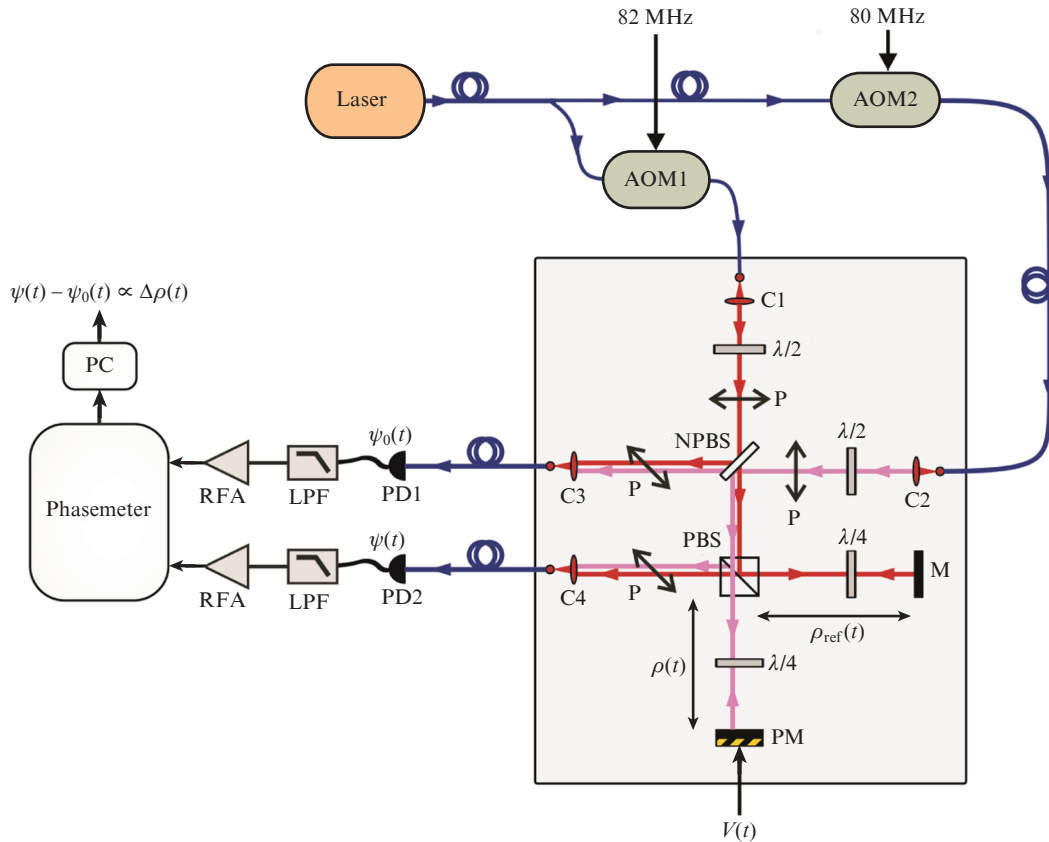 82 MHz
80 MHz
Laser
AOM2
AOM1
ψ(t) – ψ₀(t) ∝ Δρ(t)
C1
PC
λ/2
P
ψ₀(t)
NPBS
λ/2
RFA
LPF
PD1
C3
P
P
C2
Phasemeter
ψ(t)
PBS
λ/4
M
RFA
LPF
PD2
C4
P
ρref(t)
ρ(t)
λ/4
PM
V(t)